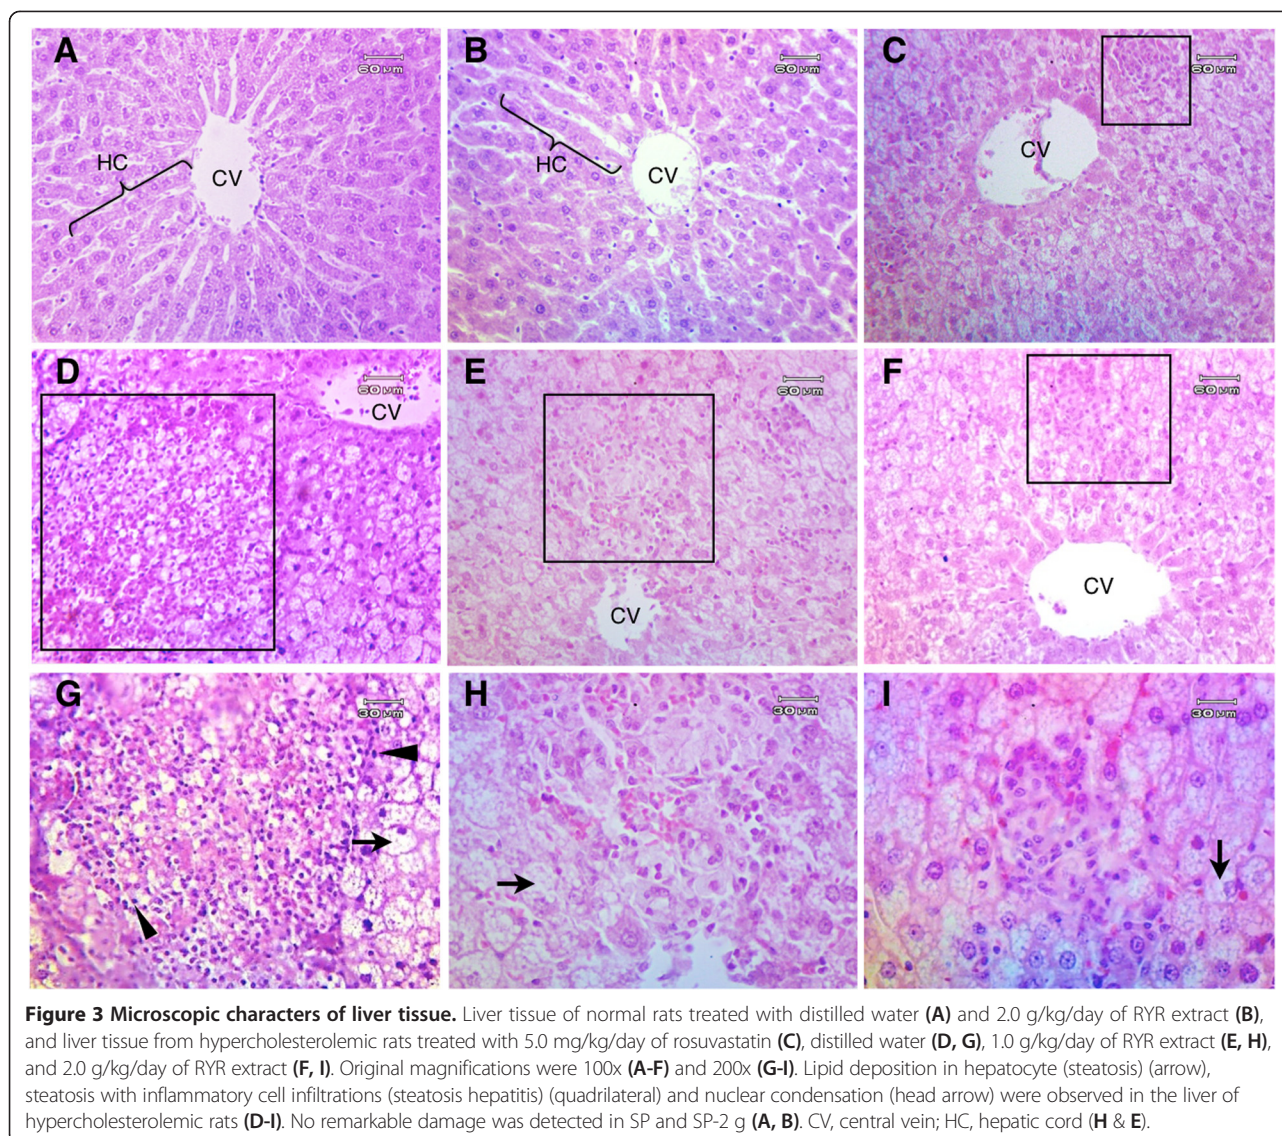 A
60 µm
HC
CV
B
60 µm
HC
CV
C
60 µm
CV
D
60 µm
CV
E
60 µm
CV
F
60 µm
CV
G
30 µm
H
30 µm
I
30 µm
Figure 3 Microscopic characters of liver tissue. Liver tissue of normal rats treated with distilled water (A) and 2.0 g/kg/day of RYR extract (B),
and liver tissue from hypercholesterolemic rats treated with 5.0 mg/kg/day of rosuvastatin (C), distilled water (D, G), 1.0 g/kg/day of RYR extract (E, H),
and 2.0 g/kg/day of RYR extract (F, I). Original magnifications were 100x (A-F) and 200x (G-I). Lipid deposition in hepatocyte (steatosis) (arrow),
steatosis with inflammatory cell infiltrations (steatosis hepatitis) (quadrilateral) and nuclear condensation (head arrow) were observed in the liver of
hypercholesterolemic rats (D-I). No remarkable damage was detected in SP and SP-2 g (A, B). CV, central vein; HC, hepatic cord (H & E).